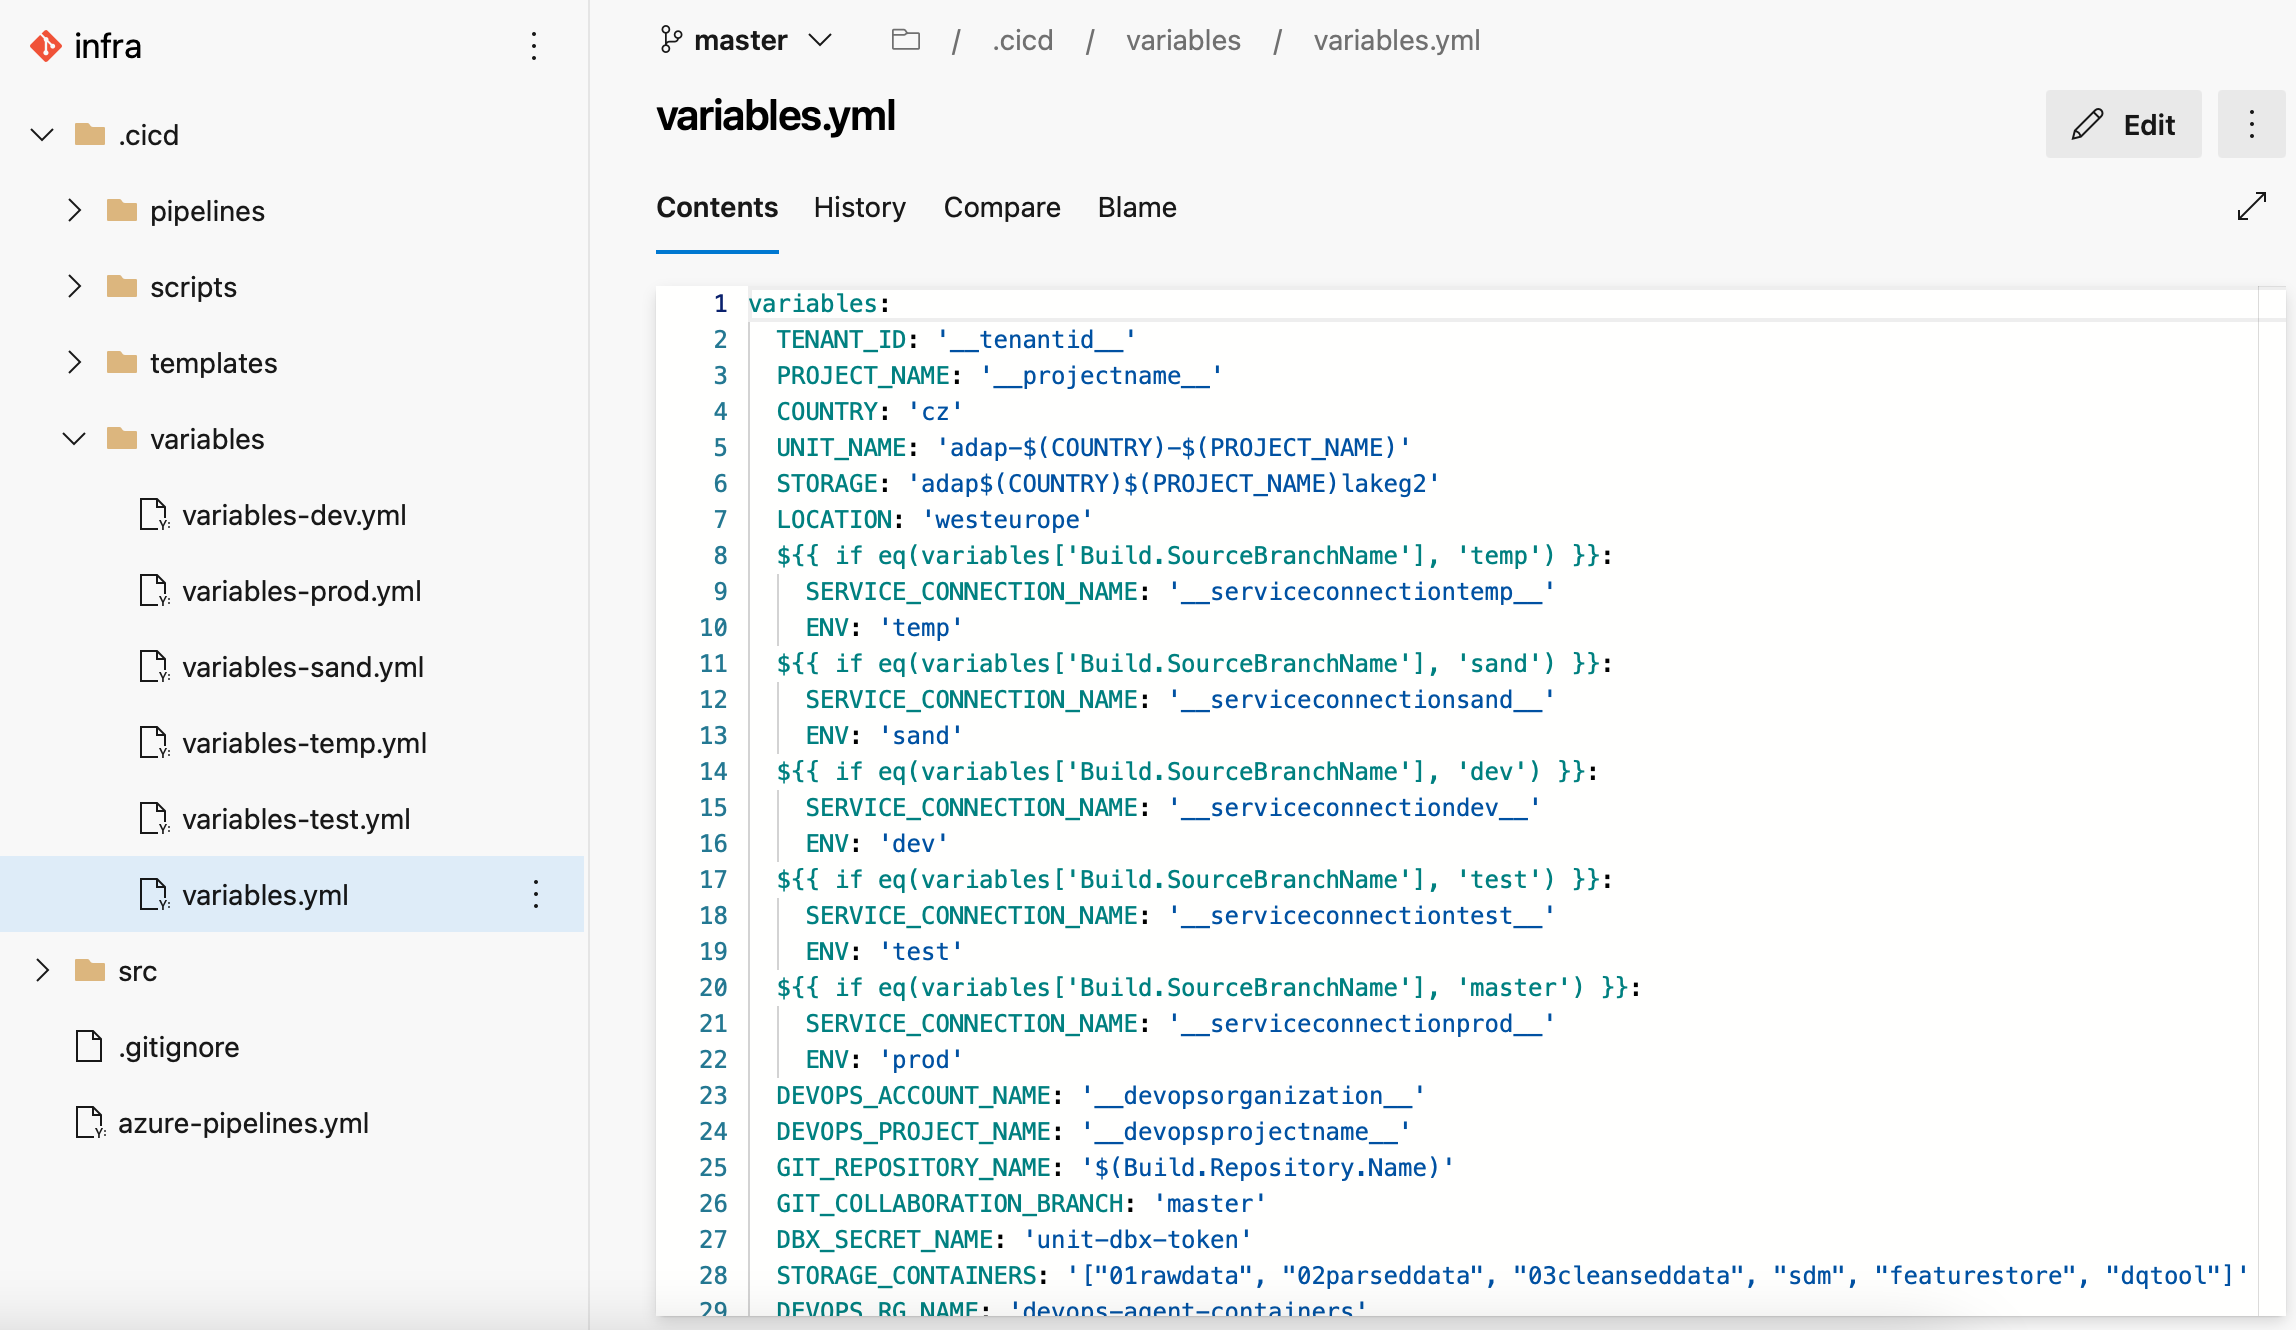 infra
.cicd
pipelines
scripts
templates
variables
variables-dev.yml
variables-prod.yml
variables-sand.yml
variables-temp.yml
variables-test.yml
variables.yml
src
.gitignore
azure-pipelines.yml
master / .cicd / variables / variables.yml
variables.yml
Edit
Contents History Compare Blame
1 variables:
2 TENANT_ID: '__tenantid__'
3 PROJECT_NAME: '__projectname__'
4 COUNTRY: 'cz'
5 UNIT_NAME: 'adap-$(COUNTRY)-$(PROJECT_NAME)'
6 STORAGE: 'adap$(COUNTRY)$(PROJECT_NAME)lakeg2'
7 LOCATION: 'westeurope'
8 ${{ if eq(variables['Build.SourceBranchName'], 'temp') }}:
9 SERVICE_CONNECTION_NAME: '__serviceconnectiontemp__'
10 ENV: 'temp'
11 ${{ if eq(variables['Build.SourceBranchName'], 'sand') }}:
12 SERVICE_CONNECTION_NAME: '__serviceconnectionsand__'
13 ENV: 'sand'
14 ${{ if eq(variables['Build.SourceBranchName'], 'dev') }}:
15 SERVICE_CONNECTION_NAME: '__serviceconnectiondev__'
16 ENV: 'dev'
17 ${{ if eq(variables['Build.SourceBranchName'], 'test') }}:
18 SERVICE_CONNECTION_NAME: '__serviceconnectiontest__'
19 ENV: 'test'
20 ${{ if eq(variables['Build.SourceBranchName'], 'master') }}:
21 SERVICE_CONNECTION_NAME: '__serviceconnectionprod__'
22 ENV: 'prod'
23 DEVOPS_ACCOUNT_NAME: '__devopsorganization__'
24 DEVOPS_PROJECT_NAME: '__devopsprojectname__'
25 GIT_REPOSITORY_NAME: '$(Build.Repository.Name)'
26 GIT_COLLABORATION_BRANCH: 'master'
27 DBX_SECRET_NAME: 'unit-dbx-token'
28 STORAGE_CONTAINERS: '["01rawdata", "02parseddata", "03cleanseddata", "sdm", "featurestore", "dqtool"]'
29 DEVOPS_RG_NAME: 'devops-agent-containers'